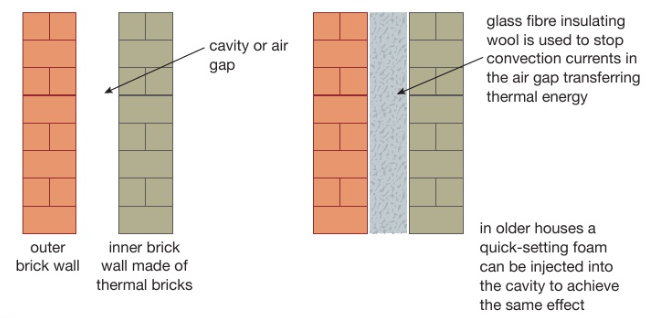 cavity or air
gap
outer
brick wall
inner brick
wall made of
thermal bricks
glass fibre insulating
wool is used to stop
convection currents in
the air gap transferring
thermal energy
in older houses a
quick-setting foam
can be injected into
the cavity to achieve
the same effect